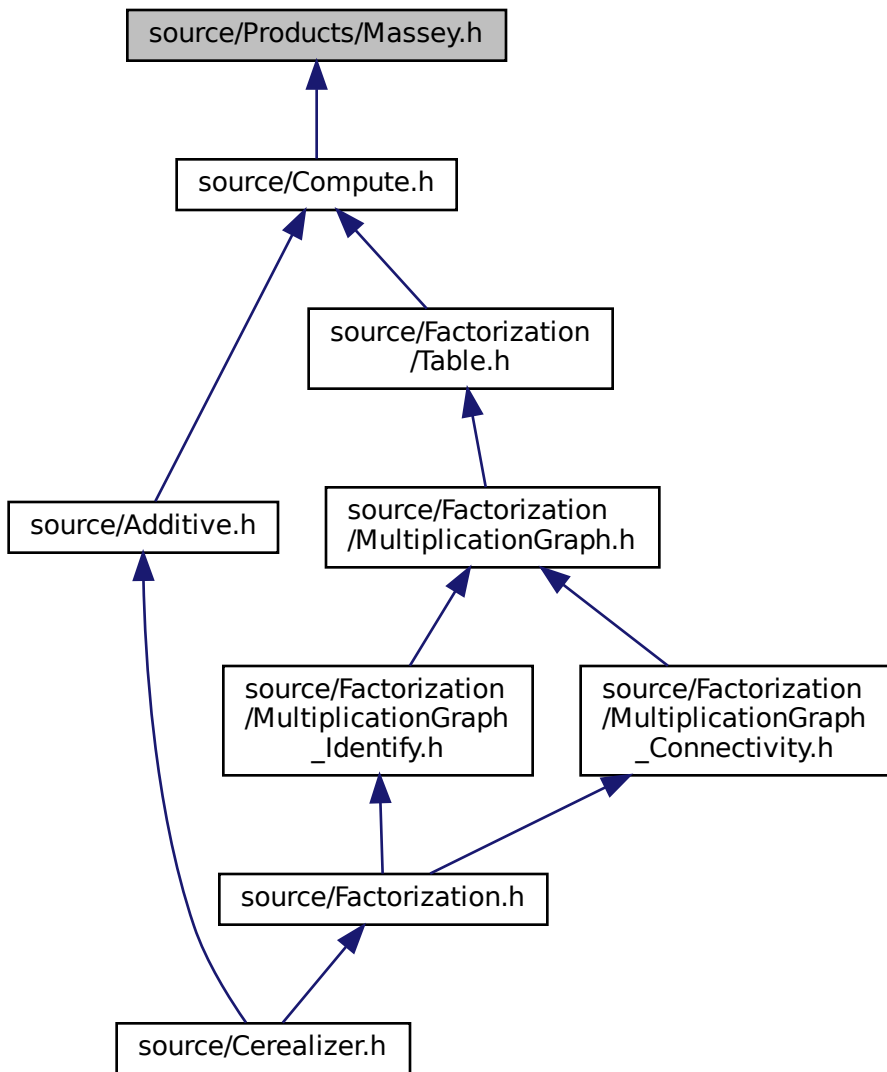 source/Products/Massey.h
source/Compute.h
source/Factorization
/Table.h
source/Additive.h
source/Factorization
/MultiplicationGraph.h
source/Factorization
/MultiplicationGraph
_Identify.h
source/Factorization
/MultiplicationGraph
_Connectivity.h
source/Factorization.h
source/Cerealizer.h